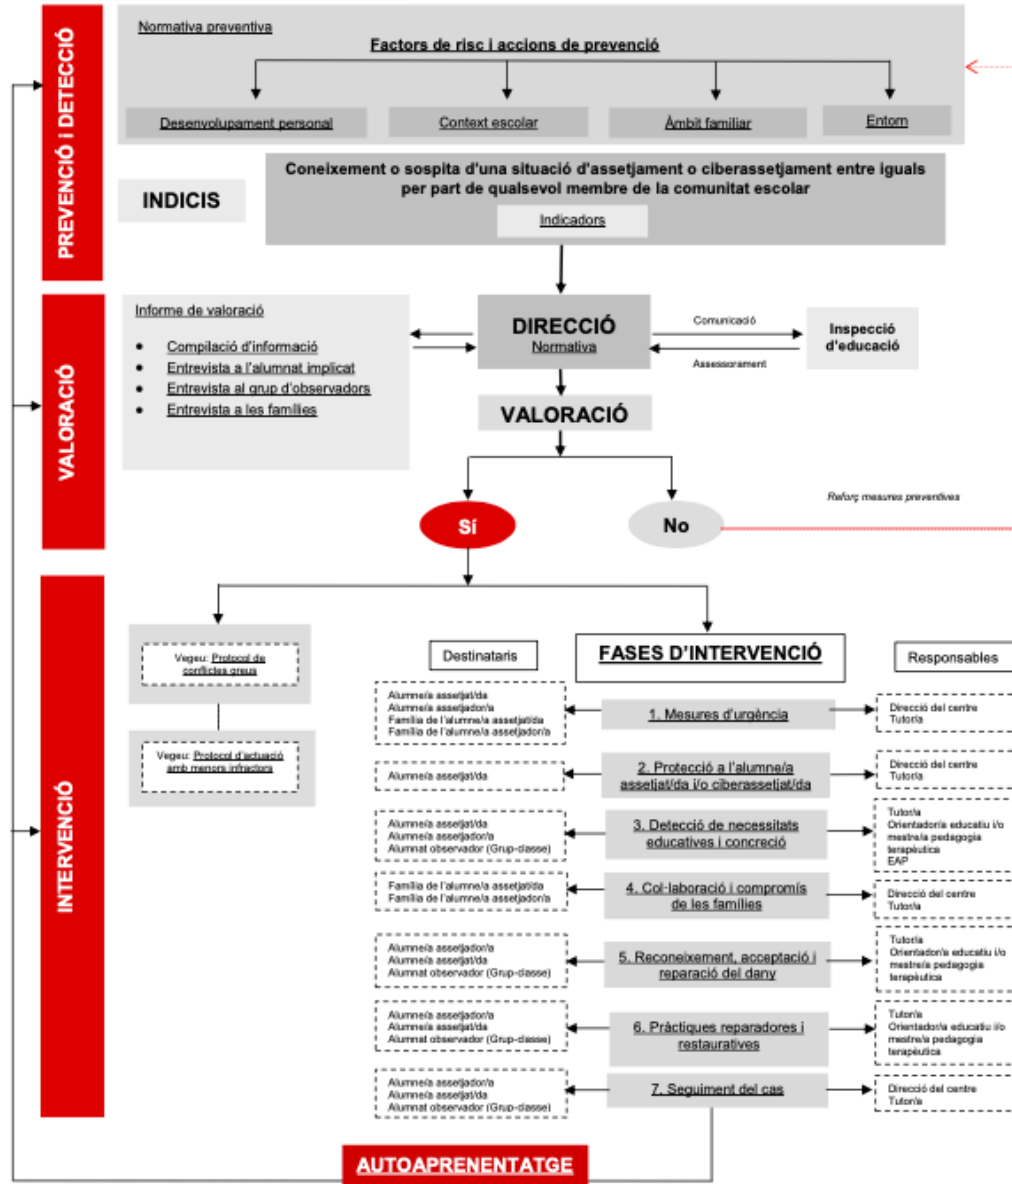 PREVENCIÓ i DETECCIÓ
Normativa preventiva
Factors de risc i accions de prevenció
Desenvolupament personal
Context escolar
Àmbit familiar
Entorn
INDICIS
Coneixement o sospita d'una situació d'assetjament o ciberassetjament entre iguals
per part de qualsevol membre de la comunitat escolar
Indicadors
VALORACIÓ
Informe de valoració
● Compilació d'informació
● Entrevista a l'alumnat implicat
● Entrevista al grup d'observadors
● Entrevista a les famílies
DIRECCIÓ
Normativa
Comunicació
Assessorament
Inspecció
d'educació
VALORACIÓ
Sí
No
Reforç mesures preventives
INTERVENCIÓ
Vegeu: Protocol de
conflictes greus
Vegeu: Protocol d'actuació
amb menors infractors
Destinataris
FASES D'INTERVENCIÓ
Responsables
Alumne/a assetjat/da
Alumne/a assetjador/a
Família de l'alumne/a assetjat/da
Família de l'alumne/a assetjador/a
1. Mesures d'urgència
Direcció del centre
Tutor/a
Alumne/a assetjat/da
2. Protecció a l'alumne/a
assetjat/da i/o ciberassetjat/da
Direcció del centre
Tutor/a
Alumne/a assetjat/da
Alumne/a assetjador/a
Alumnat observador (Grup-classe)
3. Detecció de necessitats
educatives i concreció
Tutor/a
Orientador/a educatiu i/o
mestre/a pedagogia
terapèutica
EAP
Família de l'alumne/a assetjat/da
Família de l'alumne/a assetjador/a
4. Col·laboració i compromís
de les famílies
Direcció del centre
Tutor/a
Alumne/a assetjador/a
Alumne/a assetjat/da
Alumnat observador (Grup-classe)
5. Reconeixement, acceptació i
reparació del dany
Tutor/a
Orientador/a educatiu i/o
mestre/a pedagogia
terapèutica
Alumne/a assetjador/a
Alumne/a assetjat/da
Alumnat observador (Grup-classe)
6. Pràctiques reparadores i
restauratives
Tutor/a
Orientador/a educatiu i/o
mestre/a pedagogia
terapèutica
Alumne/a assetjador/a
Alumne/a assetjat/da
Alumnat observador (Grup-classe)
7. Seguiment del cas
Direcció del centre
Tutor/a
AUTOAPRENENTATGE